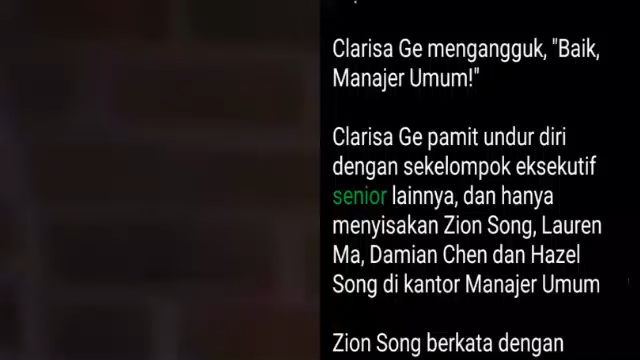 Clarisa Ge mengangguk, "Baik,
Manajer Umum!"
Clarisa Ge pamit undur diri
dengan sekelompok eksekutif
senior lainnya, dan hanya
menyisakan Zion Song, Lauren
Ma, Damian Chen dan Hazel
Song di kantor Manajer Umum
Zion Song berkata dengan